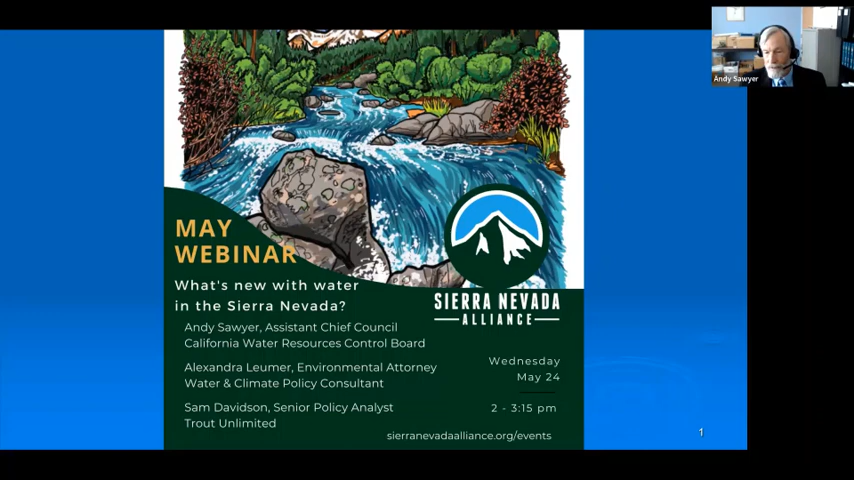 Andy Sawyer
MAY
WEBINAR
What's new with water
in the Sierra Nevada?
SIERRA NEVADA
ALLIANCE
Andy Sawyer, Assistant Chief Council
California Water Resources Control Board
Alexandra Leumer, Environmental Attorney
Water & Climate Policy Consultant
Sam Davidson, Senior Policy Analyst
Trout Unlimited
Wednesday
May 24
2 - 3:15 pm
sierranevadaalliance.org/events
1